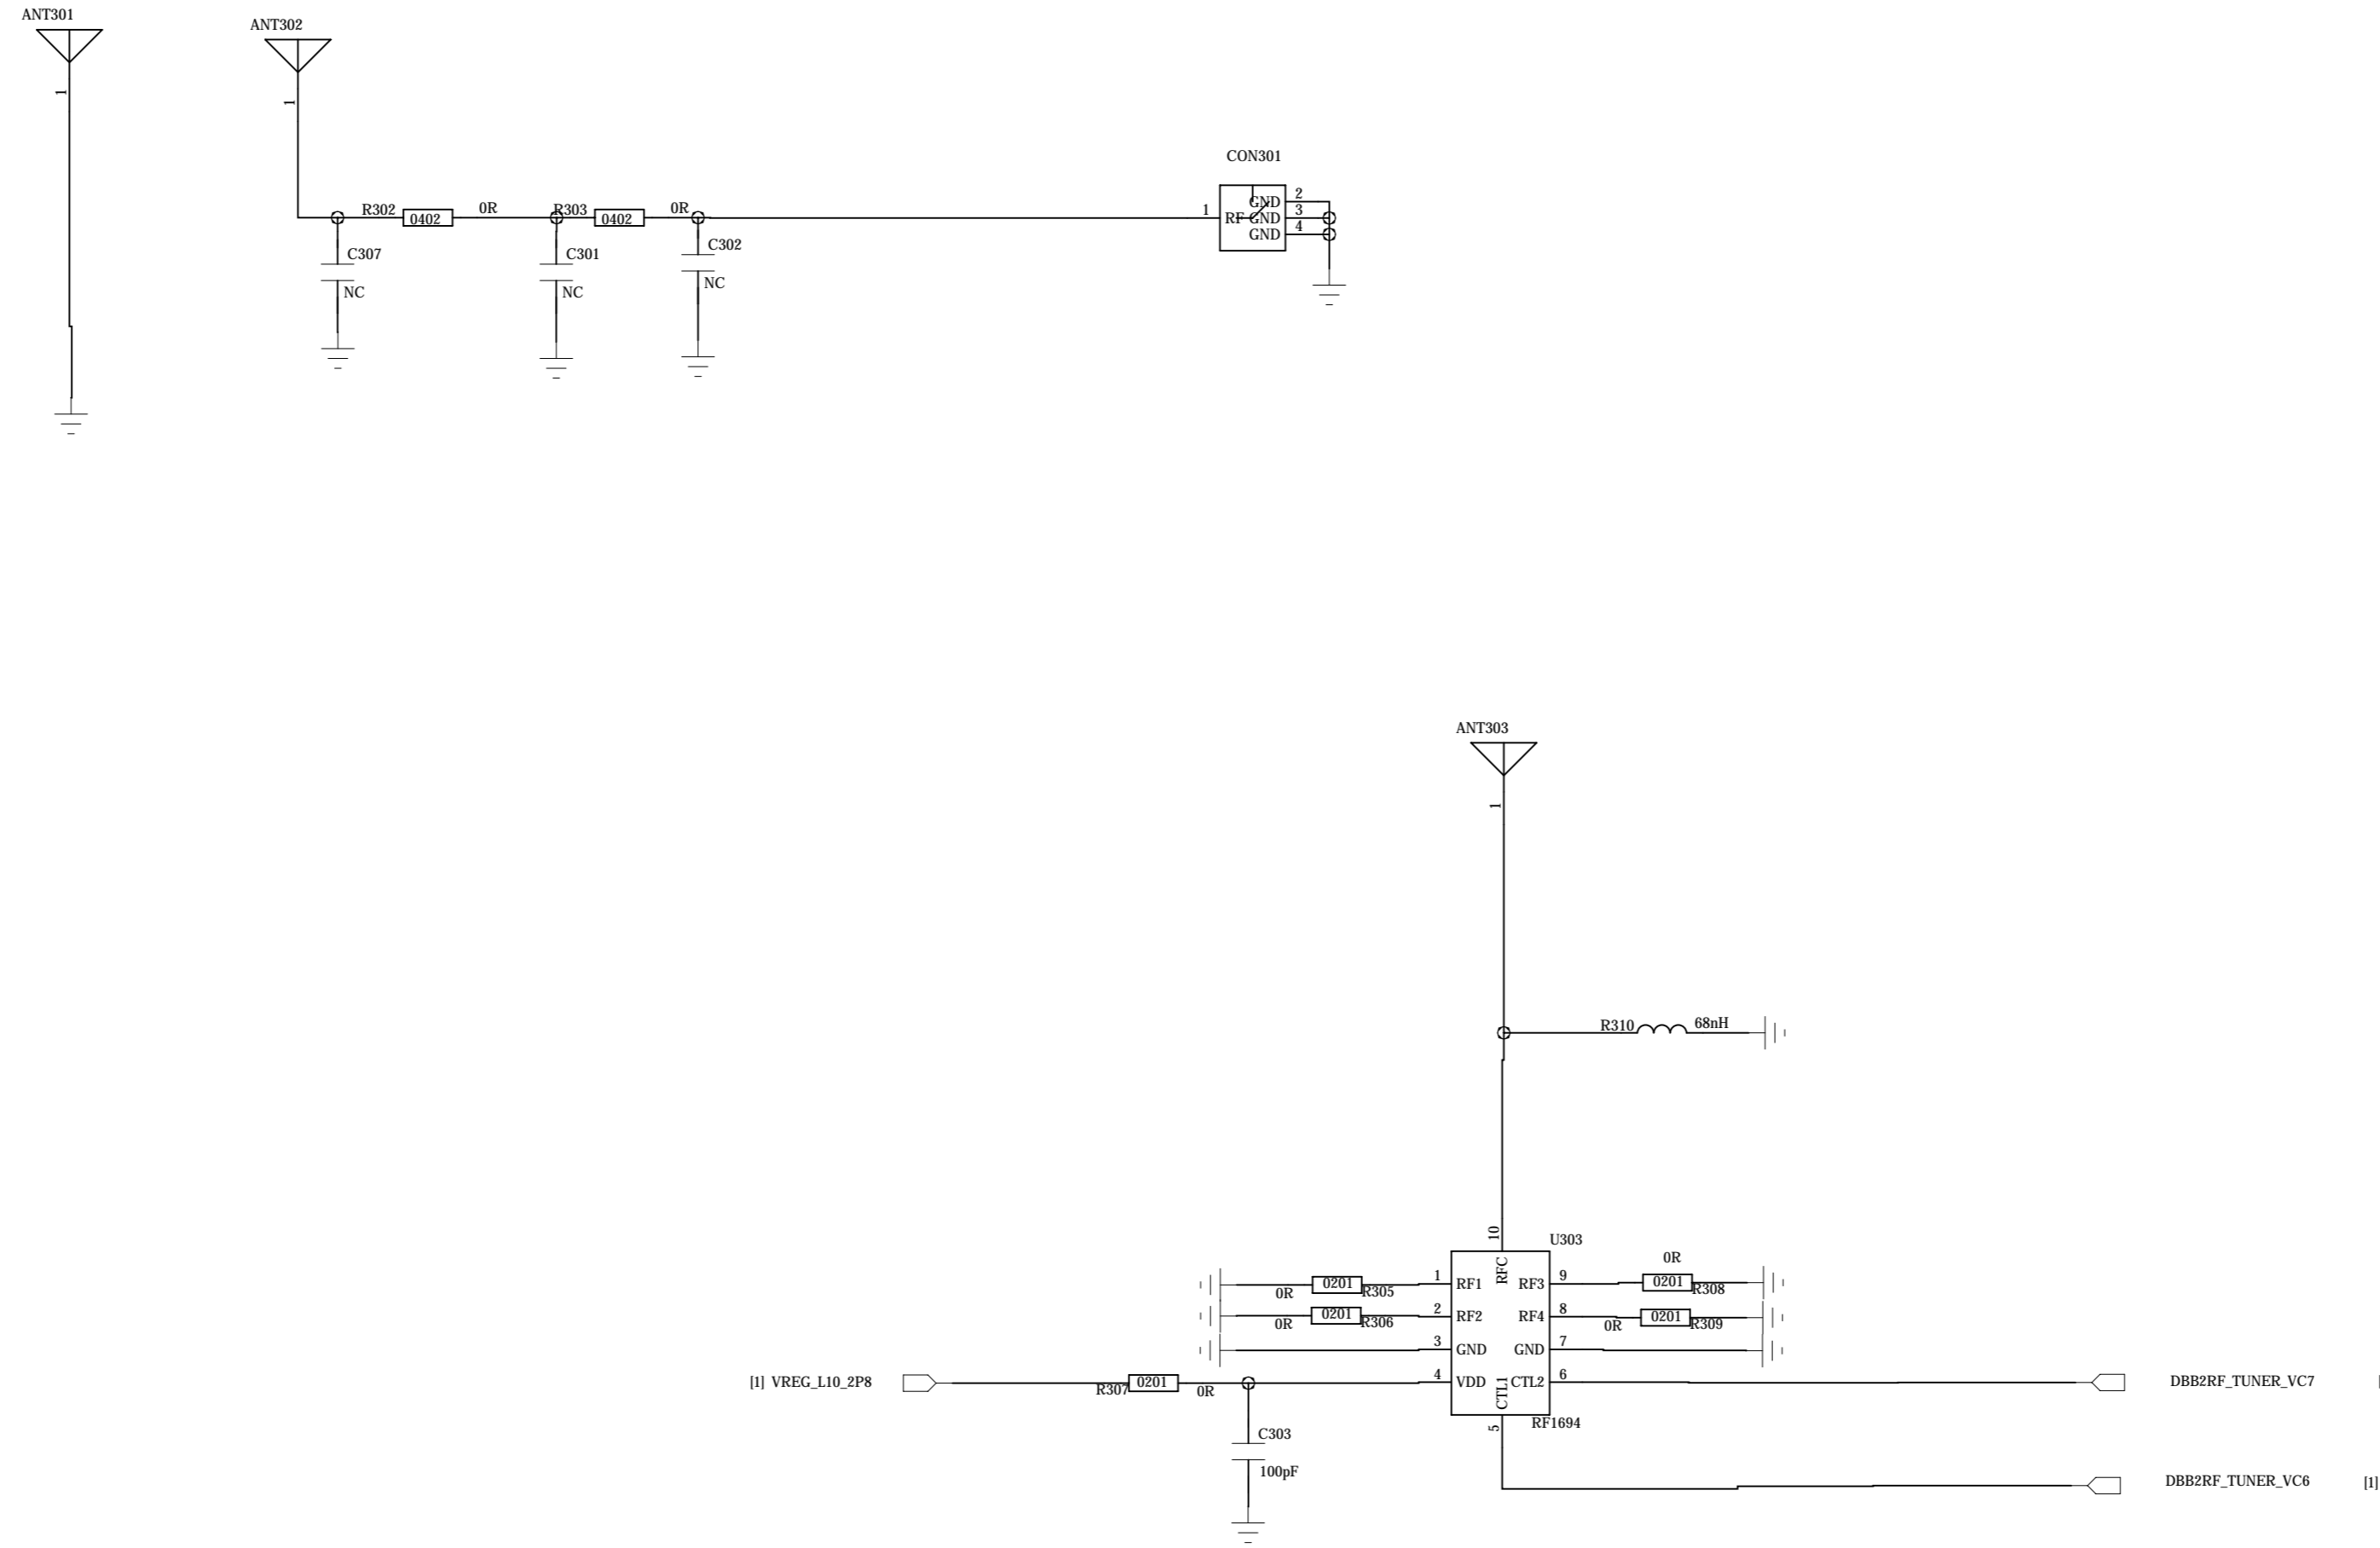 ANT301
1
ANT302
1
CON301
R302 0402 0R R303 0402 0R
1 RF GND 2
GND 3
GND 4
C307
NC
C301
NC
C302
NC
ANT303
1
R310 68nH
10
U303
RFC
0R
0R 0201 R305 1 RF1 RF3 9 0201 R308
0R 0201 R306 2 RF2 RF4 8 0R 0201 R309
3 GND GND 7
[1] VREG_L10_2P8 R307 0201 0R 4 VDD CTL1 CTL2 6 DBB2RF_TUNER_VC7
5
RF1694
C303
100pF
DBB2RF_TUNER_VC6 [1]